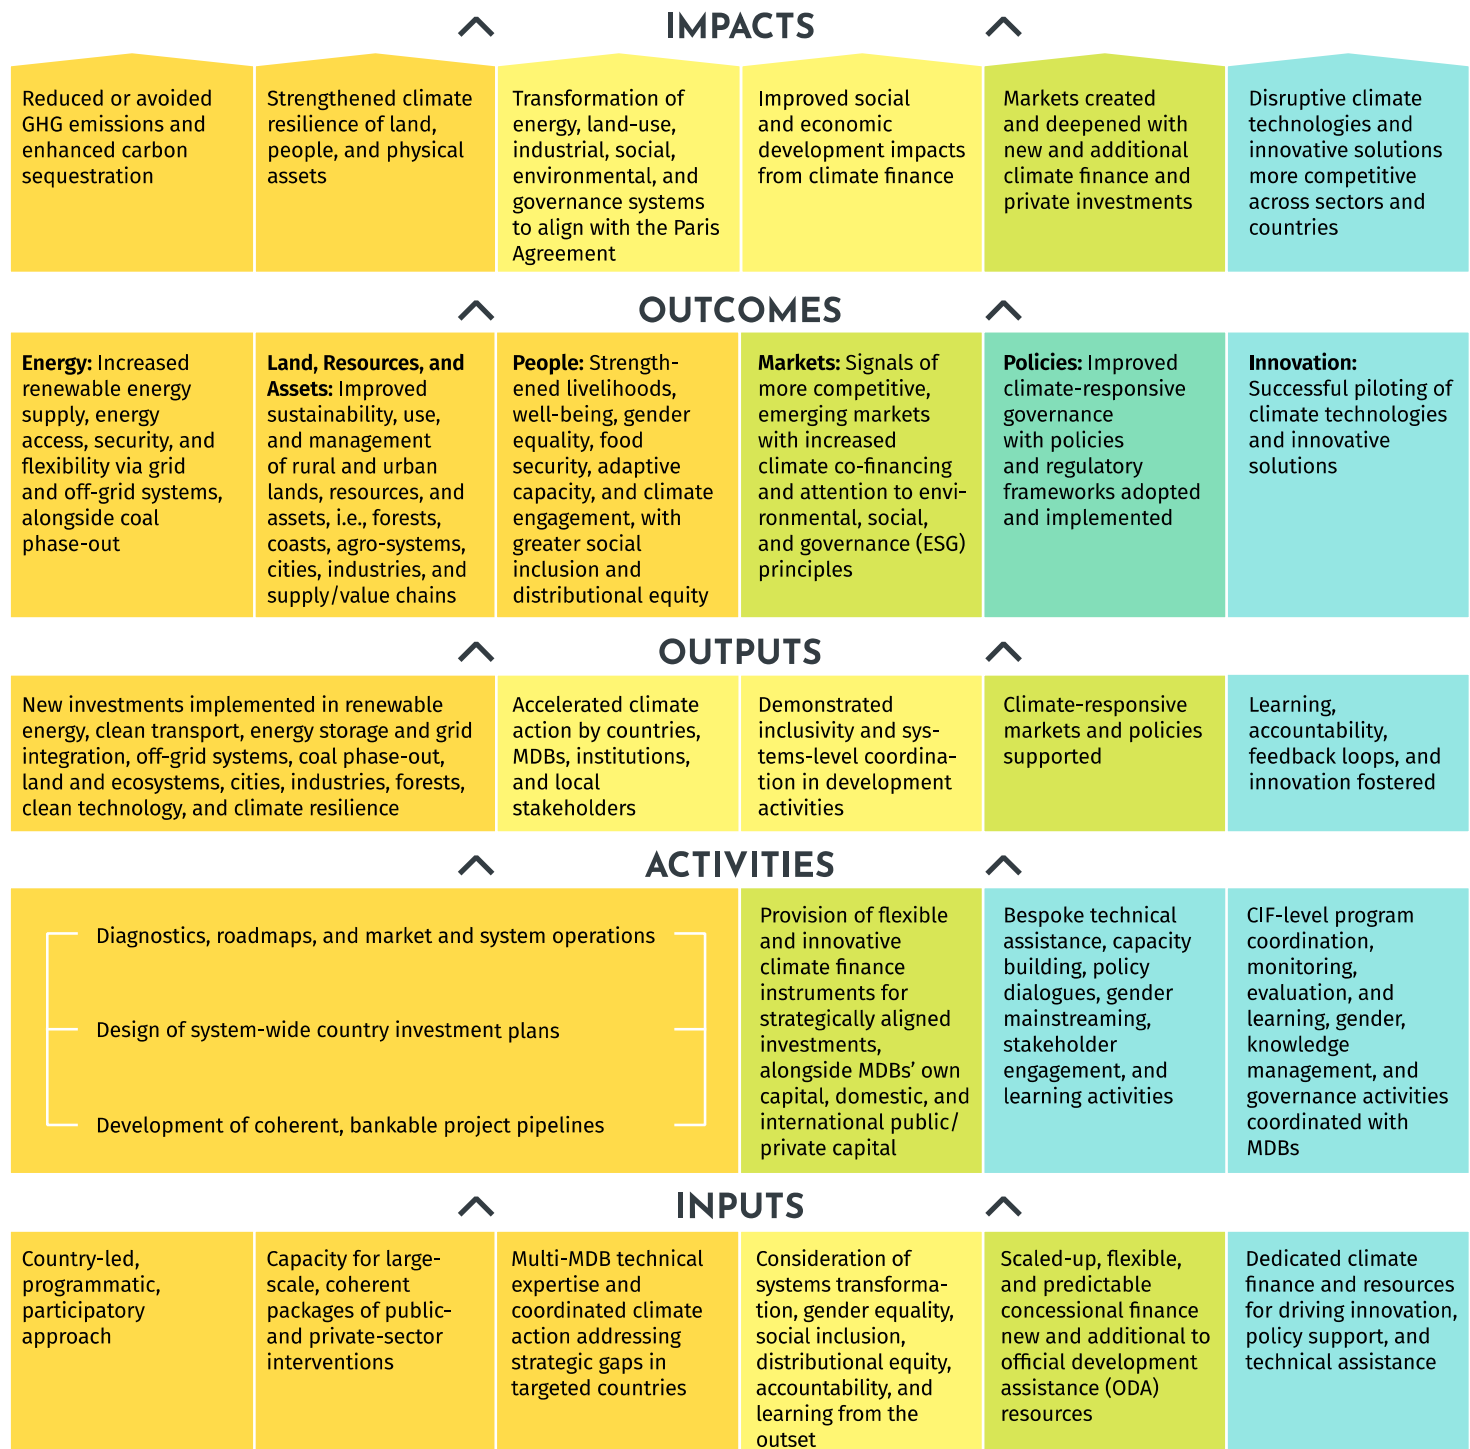 IMPACTS
Reduced or avoided
GHG emissions and
enhanced carbon
sequestration
Strengthened climate
resilience of land,
people, and physical
assets
Transformation of
energy, land-use,
industrial, social,
environmental, and
governance systems
to align with the Paris
Agreement
Improved social
and economic
development impacts
from climate finance
Markets created
and deepened with
new and additional
climate finance and
private investments
Disruptive climate
technologies and
innovative solutions
more competitive
across sectors and
countries
OUTCOMES
Energy: Increased
renewable energy
supply, energy
access, security, and
flexibility via grid
and off-grid systems,
alongside coal
phase-out
Land, Resources, and
Assets: Improved
sustainability, use,
and management
of rural and urban
lands, resources, and
assets, i.e., forests,
coasts, agro-systems,
cities, industries, and
supply/value chains
People: Strength-
ened livelihoods,
well-being, gender
equality, food
security, adaptive
capacity, and climate
engagement, with
greater social
inclusion and
distributional equity
Markets: Signals of
more competitive,
emerging markets
with increased
climate co-financing
and attention to envi-
ronmental, social,
and governance (ESG)
principles
Policies: Improved
climate-responsive
governance
with policies
and regulatory
frameworks adopted
and implemented
Innovation:
Successful piloting of
climate technologies
and innovative
solutions
OUTPUTS
New investments implemented in renewable
energy, clean transport, energy storage and grid
integration, off-grid systems, coal phase-out,
land and ecosystems, cities, industries, forests,
clean technology, and climate resilience
Accelerated climate
action by countries,
MDBs, institutions,
and local
stakeholders
Demonstrated
inclusivity and sys-
tems-level coordina-
tion in development
activities
Climate-responsive
markets and policies
supported
Learning,
accountability,
feedback loops, and
innovation fostered
ACTIVITIES
Diagnostics, roadmaps, and market and system operations
Design of system-wide country investment plans
Development of coherent, bankable project pipelines
Provision of flexible
and innovative
climate finance
instruments for
strategically aligned
investments,
alongside MDBs’ own
capital, domestic, and
international public/
private capital
Bespoke technical
assistance, capacity
building, policy
dialogues, gender
mainstreaming,
stakeholder
engagement, and
learning activities
CIF-level program
coordination,
monitoring,
evaluation, and
learning, gender,
knowledge
management, and
governance activities
coordinated with
MDBs
INPUTS
Country-led,
programmatic,
participatory
approach
Capacity for large-
scale, coherent
packages of public-
and private-sector
interventions
Multi-MDB technical
expertise and
coordinated climate
action addressing
strategic gaps in
targeted countries
Consideration of
systems transforma-
tion, gender equality,
social inclusion,
distributional equity,
accountability, and
learning from the
outset
Scaled-up, flexible,
and predictable
concessional finance
new and additional to
official development
assistance (ODA)
resources
Dedicated climate
finance and resources
for driving innovation,
policy support, and
technical assistance